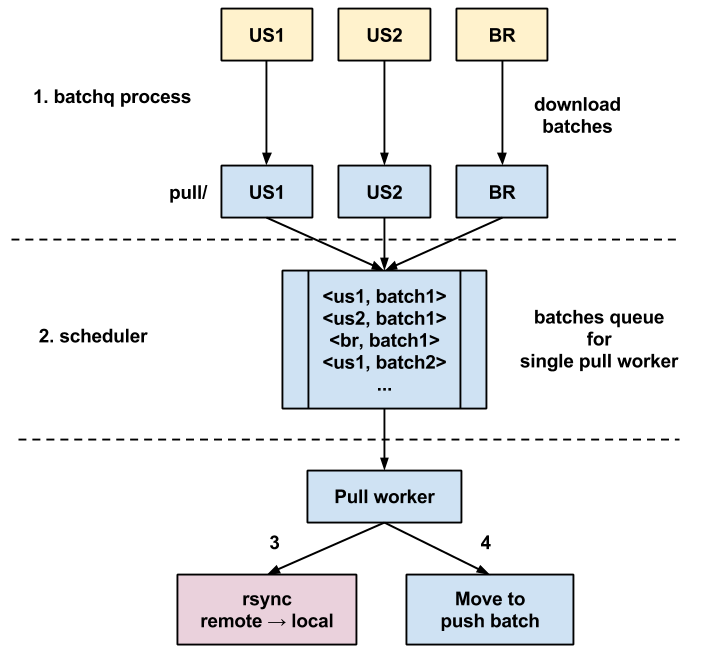 US1
US2
BR
1. batchq process
download
batches
pull/
US1
US2
BR
2. scheduler
<us1, batch1>
<us2, batch1>
<br, batch1>
<us1, batch2>
...
batches queue
for
single pull worker
Pull worker
3
4
rsync
remote → local
Move to
push batch